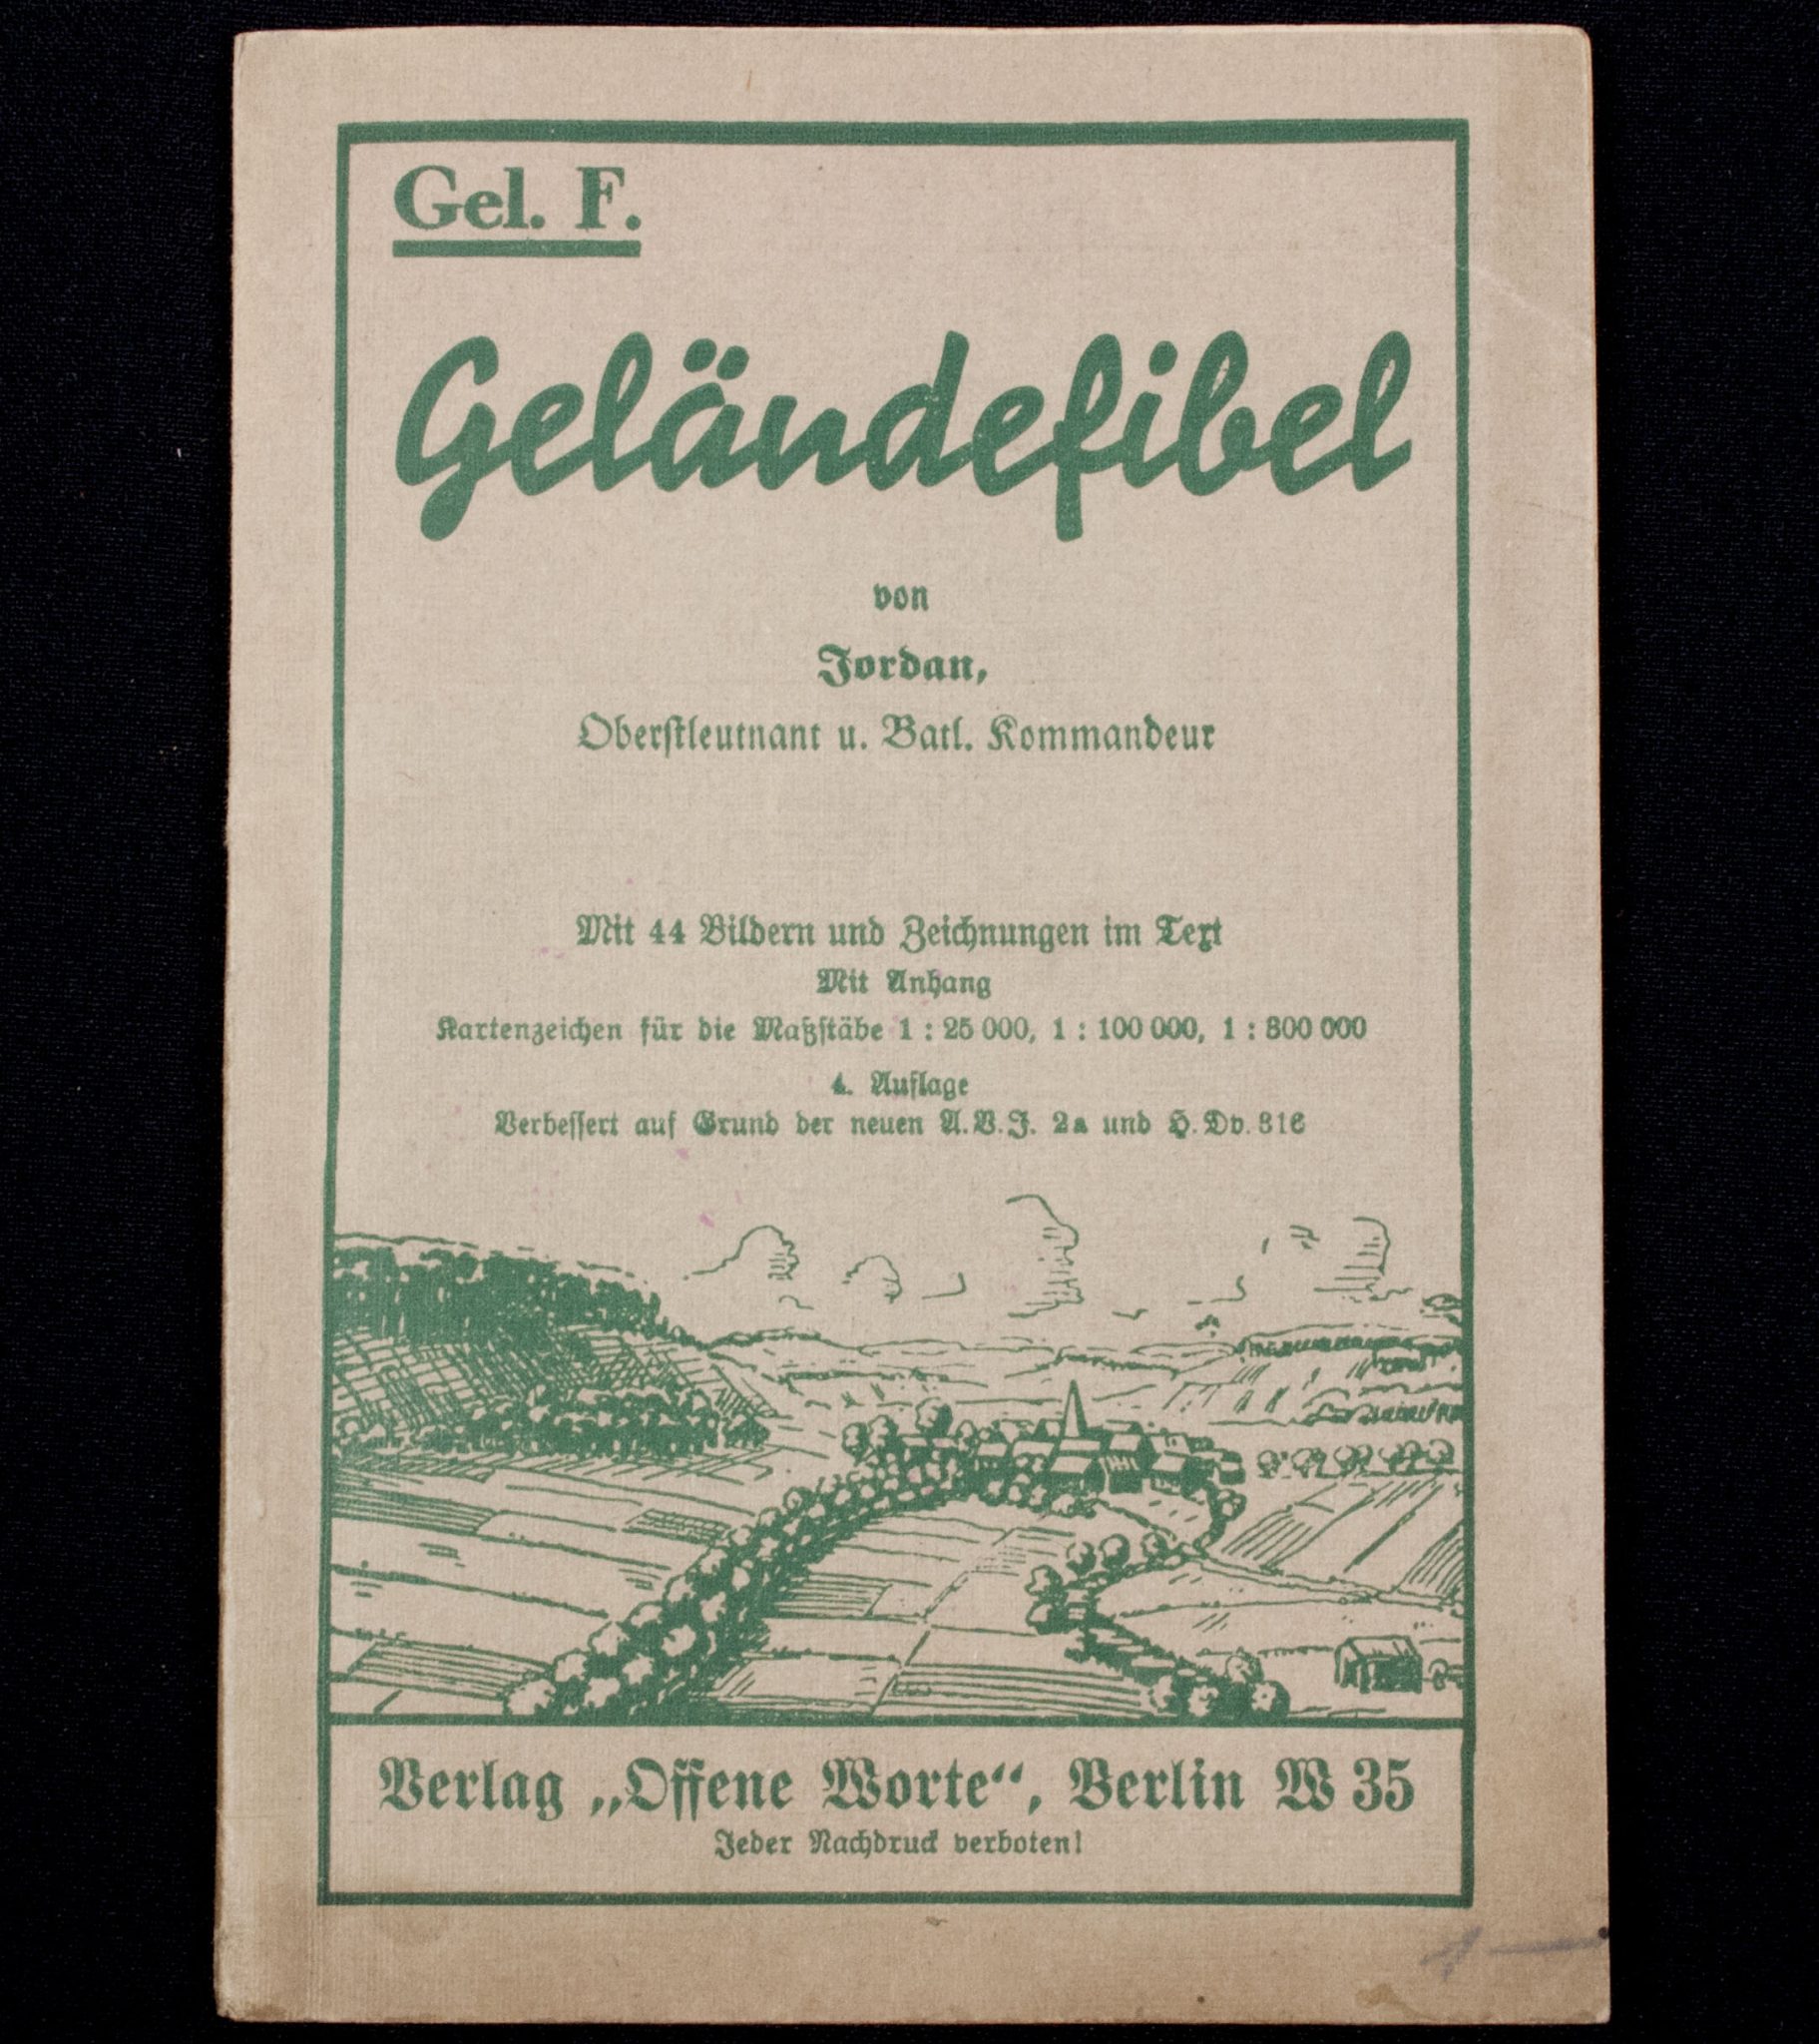 Gel. F.
Geländefibel
von
Jordan,
Oberstleutnant u. Batl. Kommandeur
Mit 44 Bildern und Zeichnungen im Text
Mit Anhang
Kartenzeichen für die Maßstäbe 1 : 25 000, 1 : 100 000, 1 : 300 000
4. Auflage
Verbessert auf Grund der neuen A.V.I. 2a und H. Dv. 316
Verlag „Offene Worte“, Berlin W 35
Jeder Nachdruck verboten!